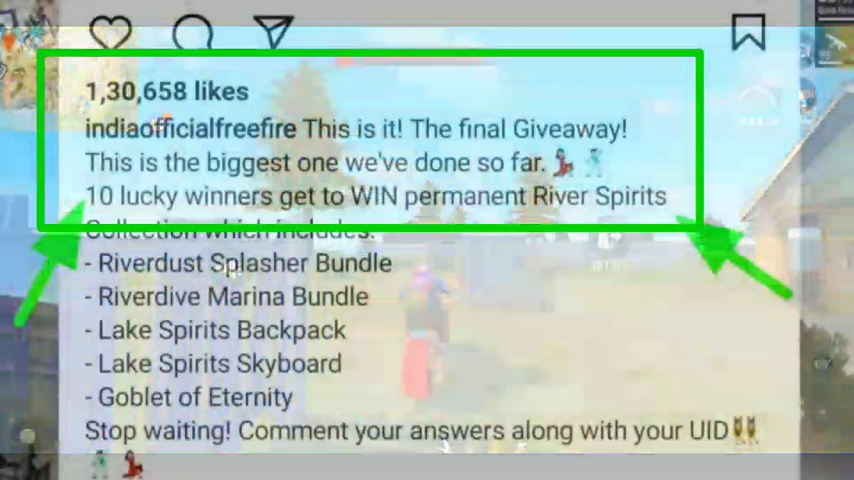 1,30,658 likes
indiaofficialfreefire This is it! The final Giveaway!
This is the biggest one we've done so far. 💃🕺
10 lucky winners get to WIN permanent River Spirits
Collection which includes:
- Riverdust Splasher Bundle
- Riverdive Marina Bundle
- Lake Spirits Backpack
- Lake Spirits Skyboard
- Goblet of Eternity
Stop waiting! Comment your answers along with your UID👯
🕺💃